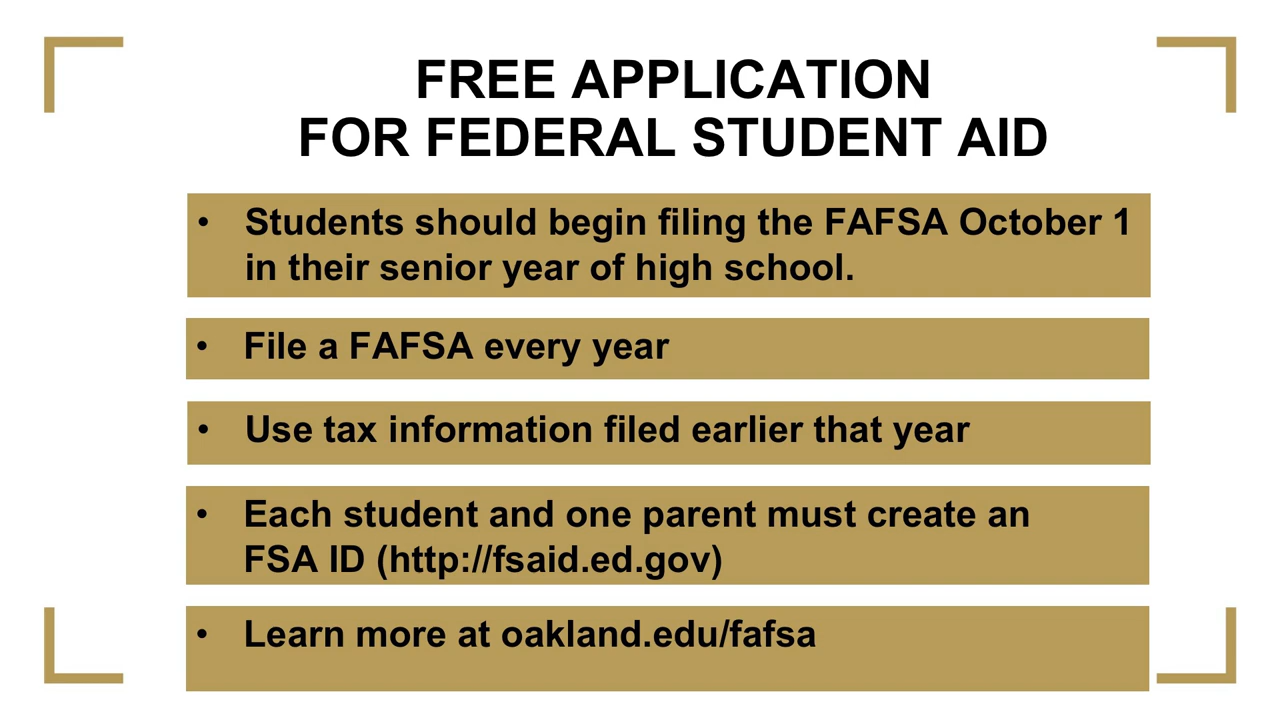 FREE APPLICATION
FOR FEDERAL STUDENT AID
• Students should begin filing the FAFSA October 1
in their senior year of high school.
• File a FAFSA every year
• Use tax information filed earlier that year
• Each student and one parent must create an
FSA ID (http://fsaid.ed.gov)
• Learn more at oakland.edu/fafsa